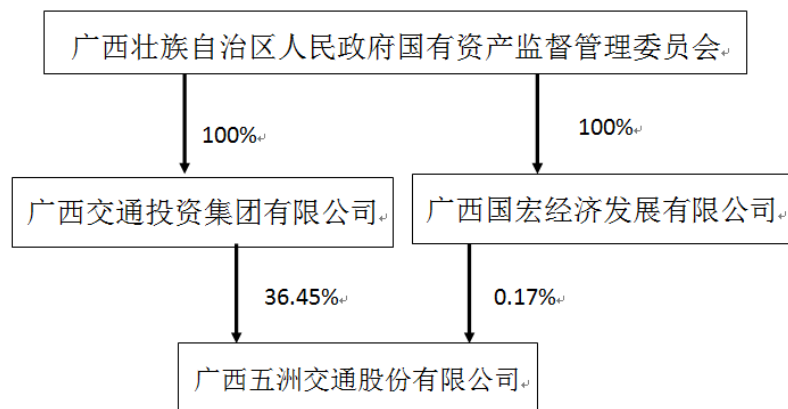 广西壮族自治区人民政府国有资产监督管理委员会
100%
100%
广西交通投资集团有限公司
广西国宏经济发展有限公司
36.45%
0.17%
广西五洲交通股份有限公司